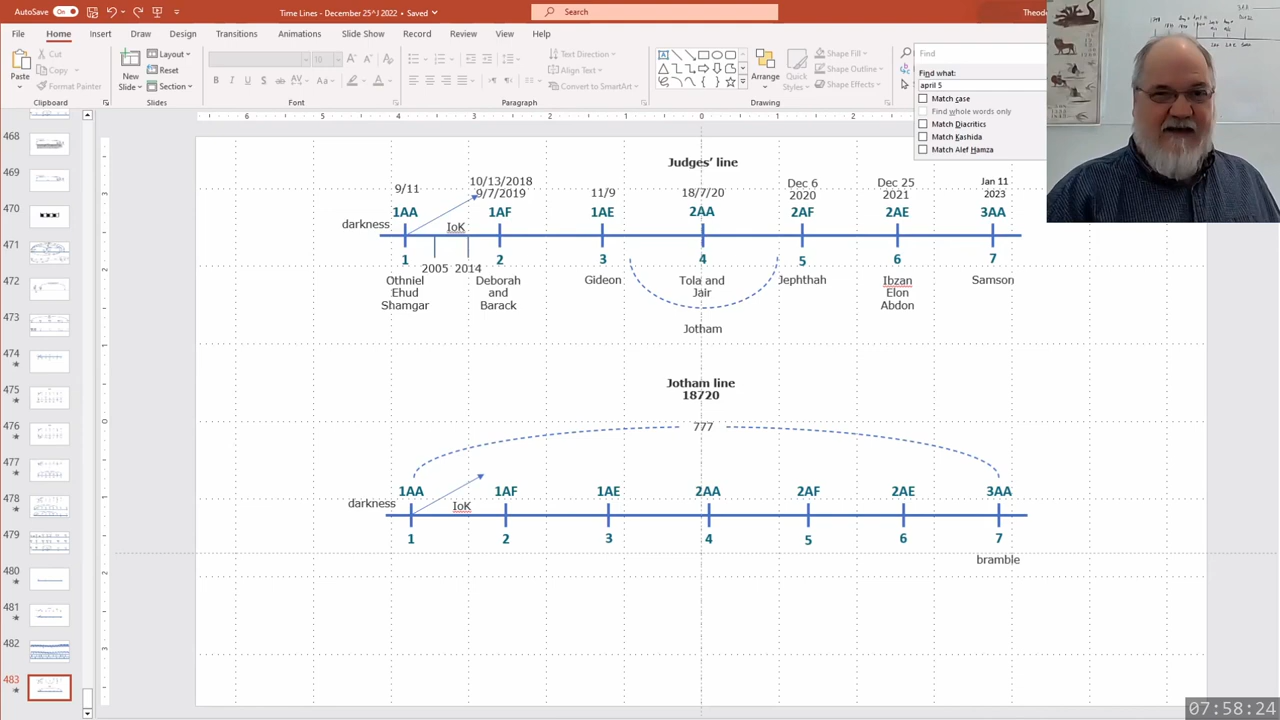 AutoSave
On
Time Lines - December 25^J 2022 • Saved
Search
Theodo
File
Home
Insert
Draw
Design
Transitions
Animations
Slide Show
Record
Review
View
Help
Paste
Cut
Copy
Format Painter
Clipboard
New
Slide
Layout
Reset
Section
Slides
Font
Text Direction
Align Text
Convert to SmartArt
Paragraph
Arrange
Quick
Styles
Shape Fill
Shape Outline
Shape Effects
Drawing
Find
Find what:
april 5
Match case
Find whole words only
Match Diacritics
Match Kashida
Match Alef Hamza
468
469
470
471
472
473
474
475
476
477
478
479
480
481
482
483
Judges' line
9/11
10/13/2018
9/7/2019
11/9
18/7/20
Dec 6
2020
Dec 25
2021
Jan 11
2023
1AA 1AF 1AE 2AA 2AF 2AE 3AA
darkness
IoK
1 2 3 4 5 6 7
2005 2014
Othniel
Ehud
Shamgar
Deborah
and
Barack
Gideon
Tola and
Jair
Jephthah
Ibzan
Elon
Abdon
Samson
Jotham
Jotham line
18720
777
1AA 1AF 1AE 2AA 2AF 2AE 3AA
darkness
IoK
1 2 3 4 5 6 7
bramble
07:58:24